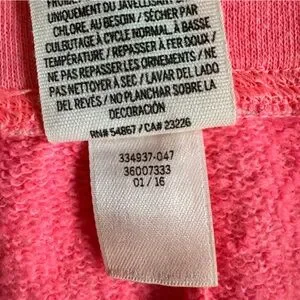 UNIQUEMENT DU JAVELLISANT SANS
CHLORE, AU BESOIN / SÉCHER PAR
CULBUTAGE À CYCLE NORMAL, À BASSE
TEMPÉRATURE / REPASSER À FER DOUX /
NE PAS REPASSER LES ORNEMENTS / NE
PAS NETTOYER À SEC / LAVAR DEL LADO
DEL REVÉS / NO PLANCHAR SOBRE LA
DECORACIÓN
RN# 54867 / CA# 23226
334937-047
36007333
01 / 16